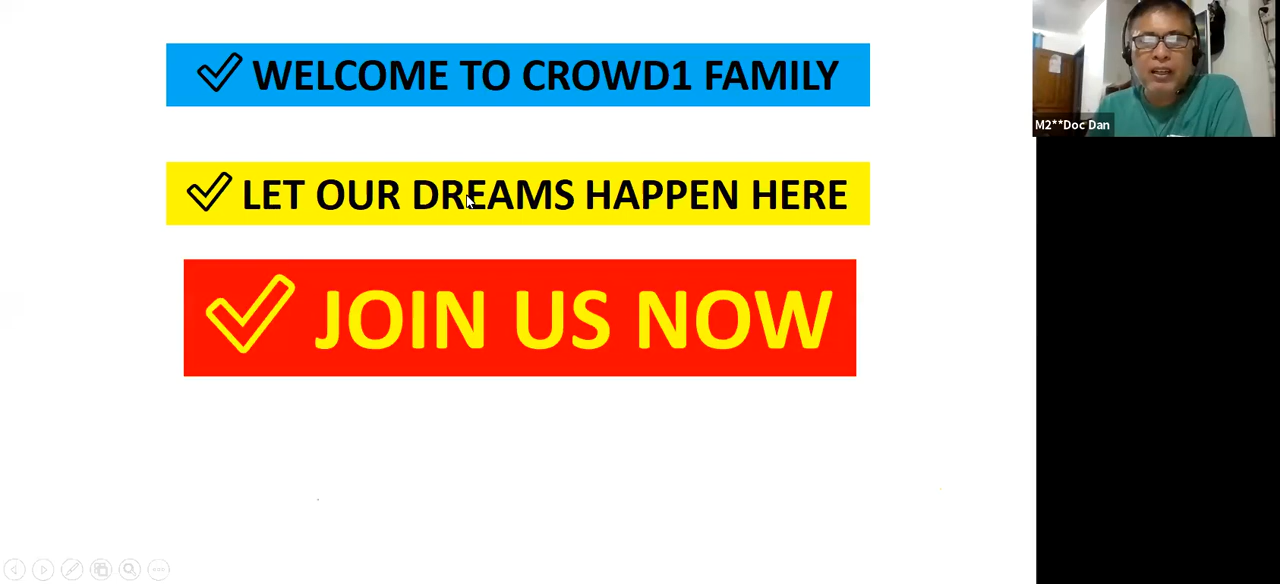 WELCOME TO CROWD1 FAMILY
LET OUR DREAMS HAPPEN HERE
JOIN US NOW
M2**Doc Dan